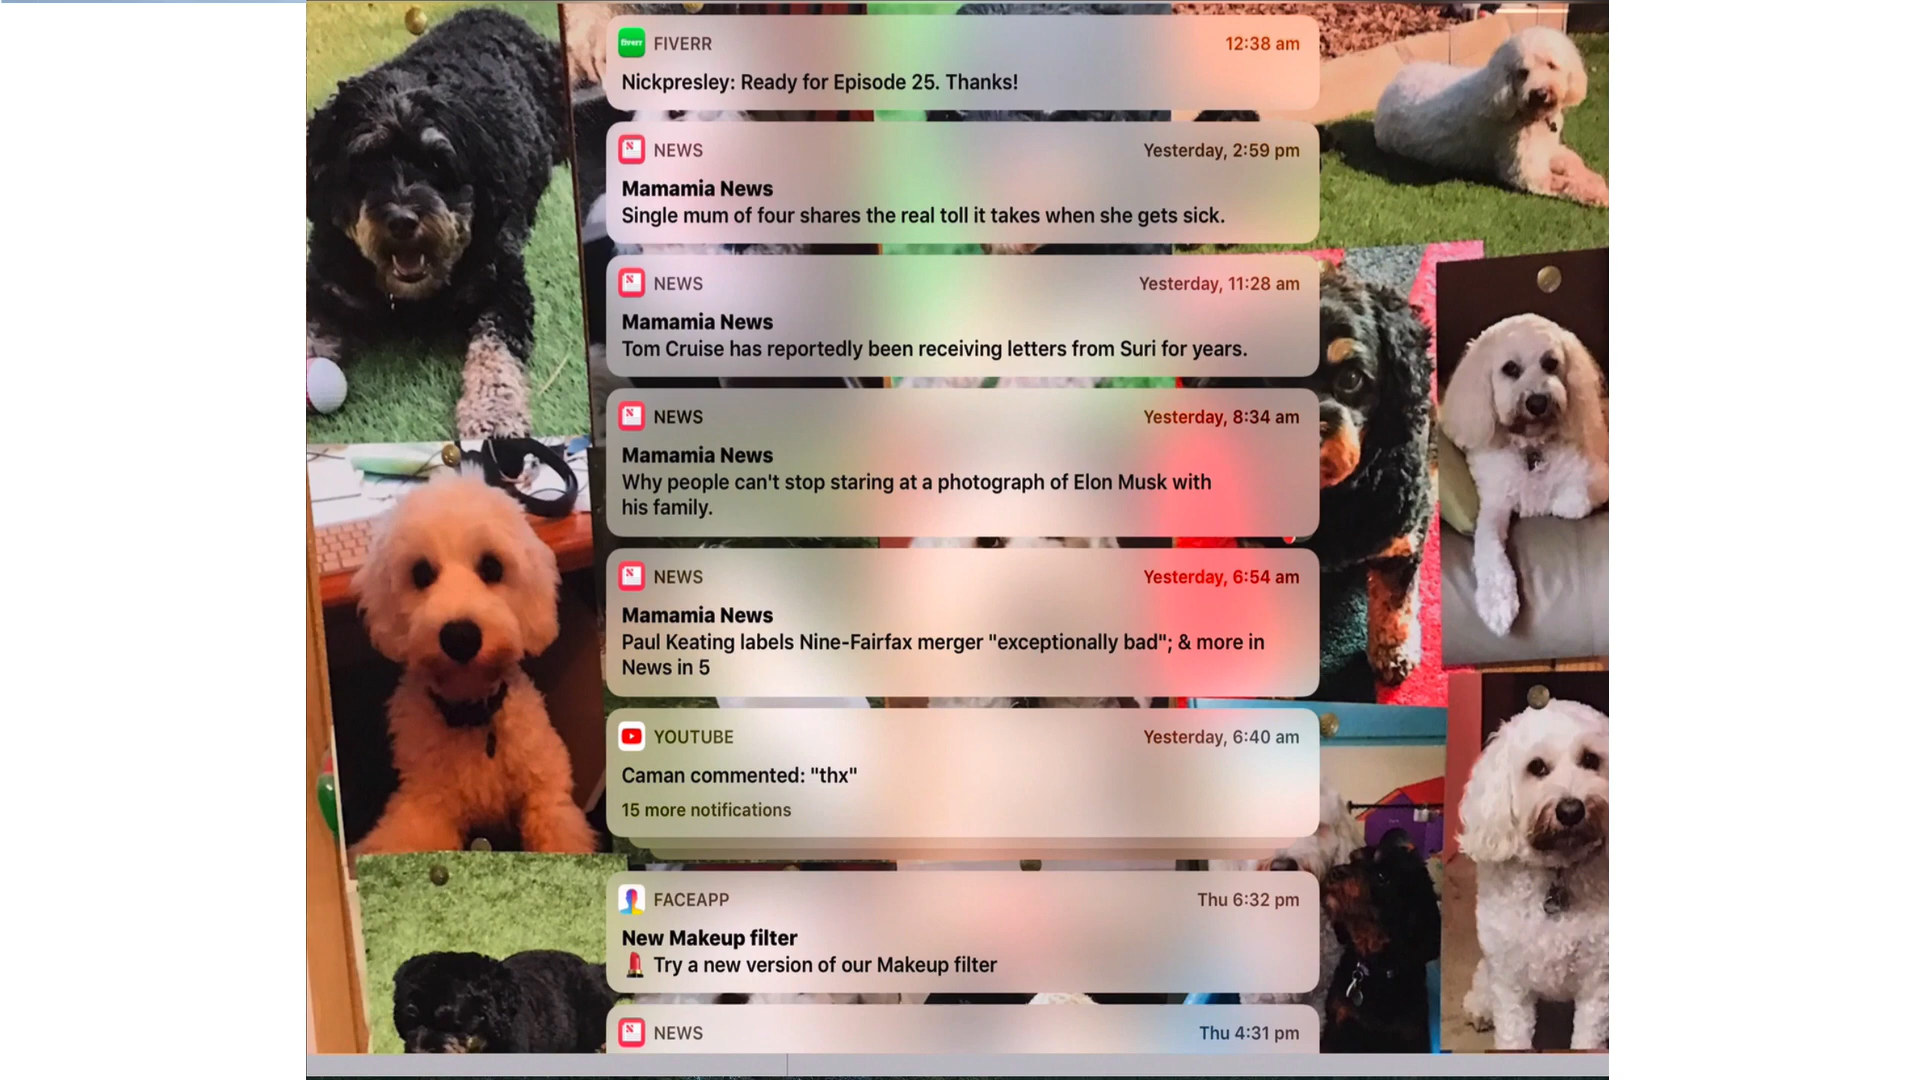 fiverr FIVERR 12:38 am
Nickpresley: Ready for Episode 25. Thanks!
NEWS Yesterday, 2:59 pm
Mamamia News
Single mum of four shares the real toll it takes when she gets sick.
NEWS Yesterday, 11:28 am
Mamamia News
Tom Cruise has reportedly been receiving letters from Suri for years.
NEWS Yesterday, 8:34 am
Mamamia News
Why people can't stop staring at a photograph of Elon Musk with
his family.
NEWS Yesterday, 6:54 am
Mamamia News
Paul Keating labels Nine-Fairfax merger "exceptionally bad"; & more in
News in 5
YOUTUBE Yesterday, 6:40 am
Caman commented: "thx"
15 more notifications
FACEAPP Thu 6:32 pm
New Makeup filter
💄 Try a new version of our Makeup filter
NEWS Thu 4:31 pm